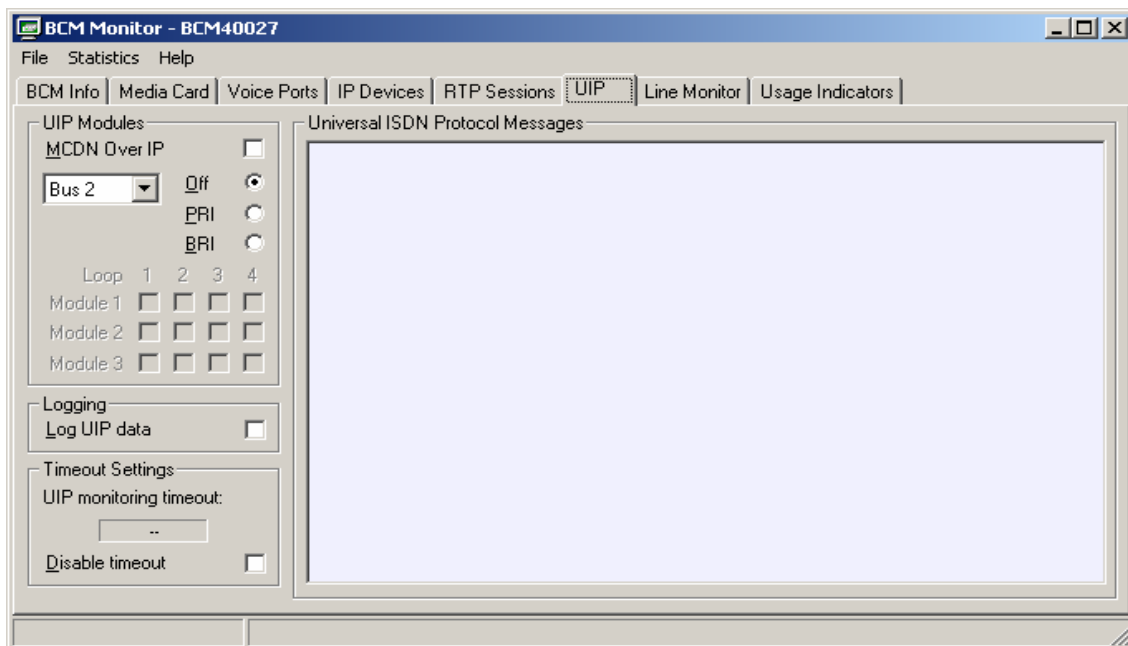 BCM Monitor - BCM40027
File Statistics Help
BCM Info Media Card Voice Ports IP Devices RTP Sessions UIP Line Monitor Usage Indicators
UIP Modules
MCDN Over IP
Bus 2
Off
PRI
BRI
Loop 1 2 3 4
Module 1
Module 2
Module 3
Logging
Log UIP data
Timeout Settings
UIP monitoring timeout:
--
Disable timeout
Universal ISDN Protocol Messages